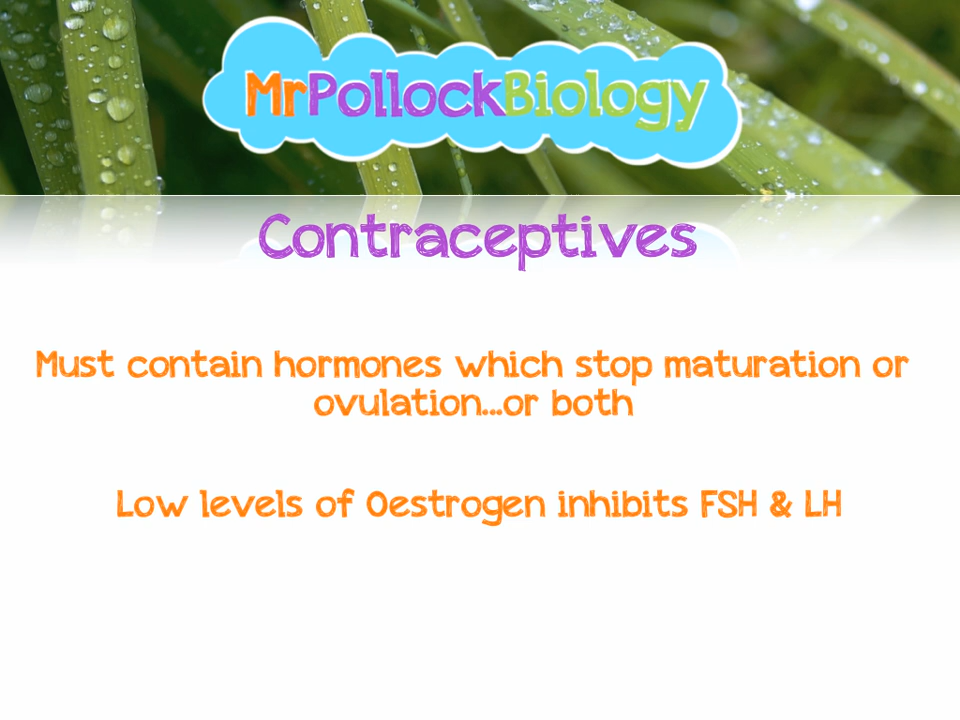 MrPollockBiology
Contraceptives
Must contain hormones which stop maturation or
ovulation...or both
Low levels of Oestrogen inhibits FSH & LH